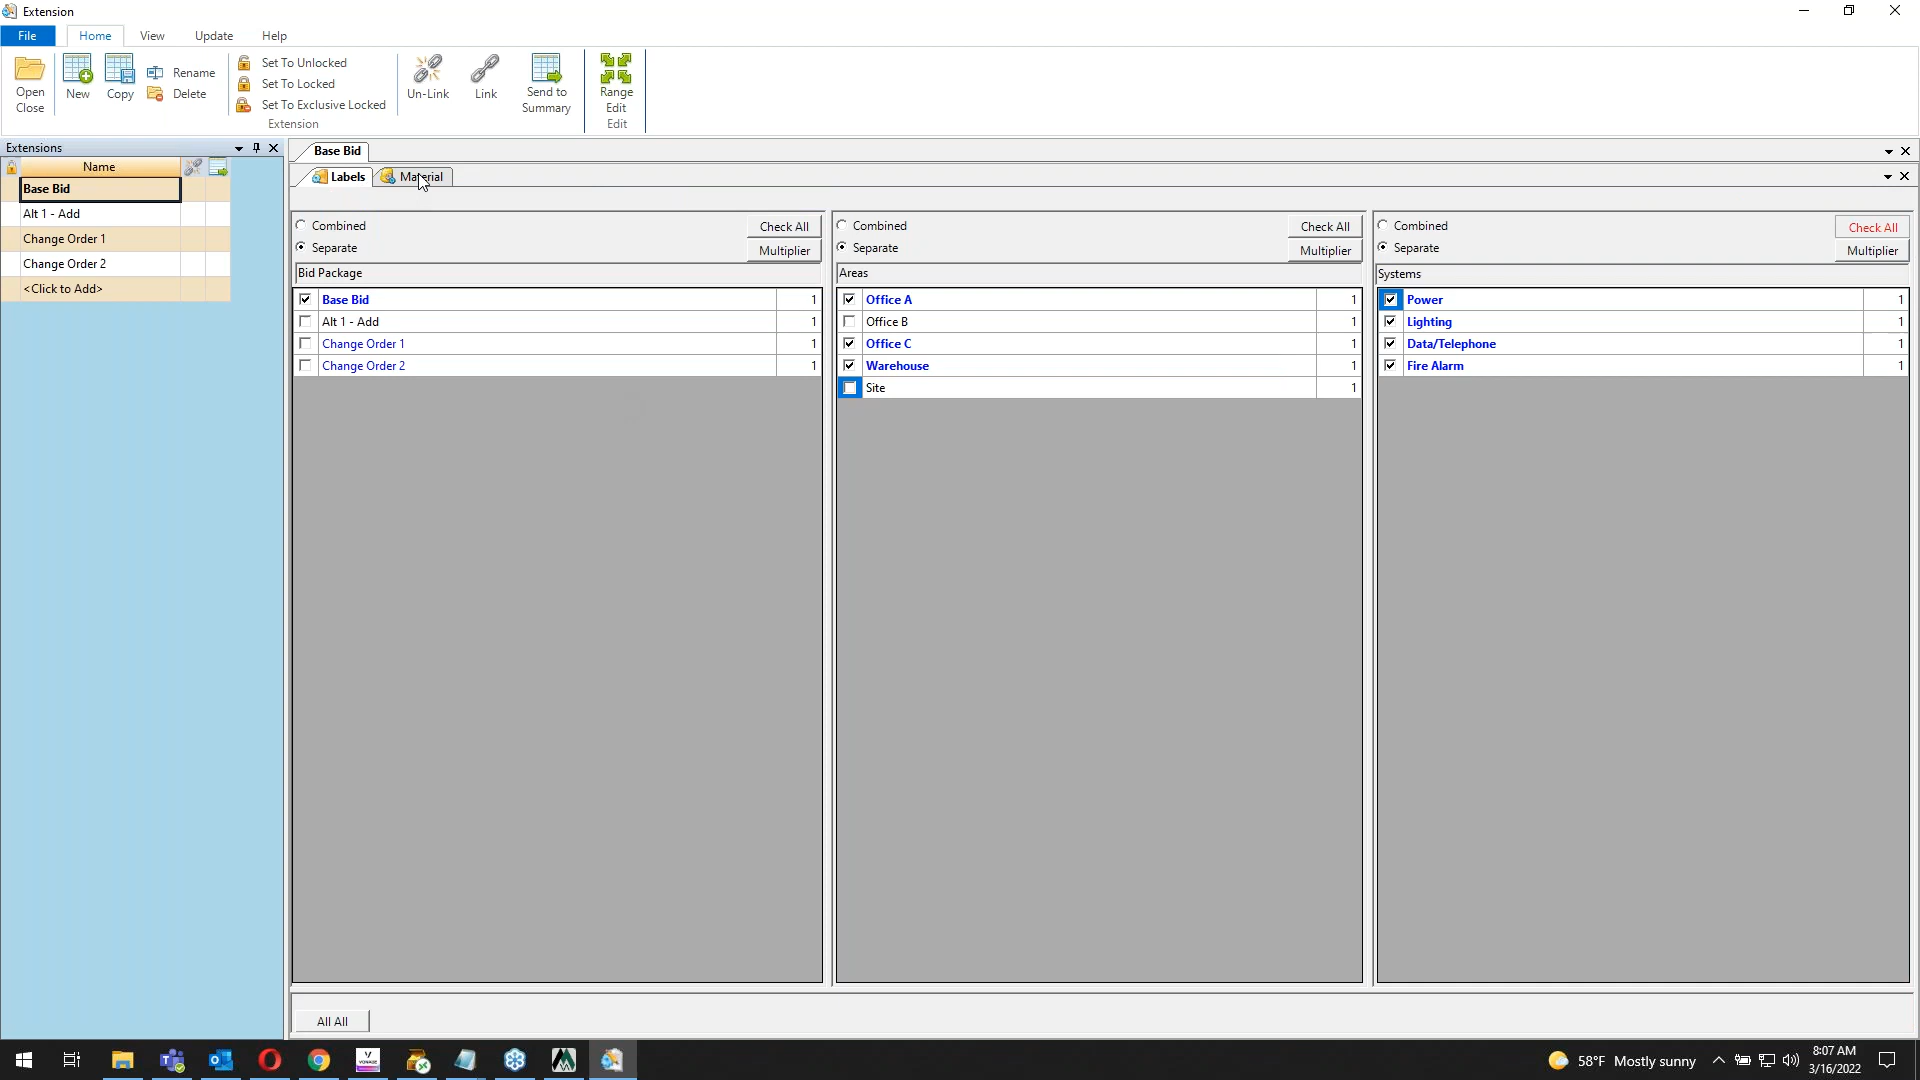 Extension
File Home View Update Help
Open Close
New
Copy
Rename
Delete
Set To Unlocked
Set To Locked
Set To Exclusive Locked
Extension
Un-Link
Link
Send to Summary
Range Edit
Edit
Extensions
Name
Base Bid
Alt 1 - Add
Change Order 1
Change Order 2
<Click to Add>
Base Bid
Labels Material
Combined Check All
Separate Multiplier
Bid Package
Base Bid 1
Alt 1 - Add 1
Change Order 1 1
Change Order 2 1
Combined Check All
Separate Multiplier
Areas
Office A 1
Office B 1
Office C 1
Warehouse 1
Site 1
Combined Check All
Separate Multiplier
Systems
Power 1
Lighting 1
Data/Telephone 1
Fire Alarm 1
All All
58°F Mostly sunny
8:07 AM
3/16/2022